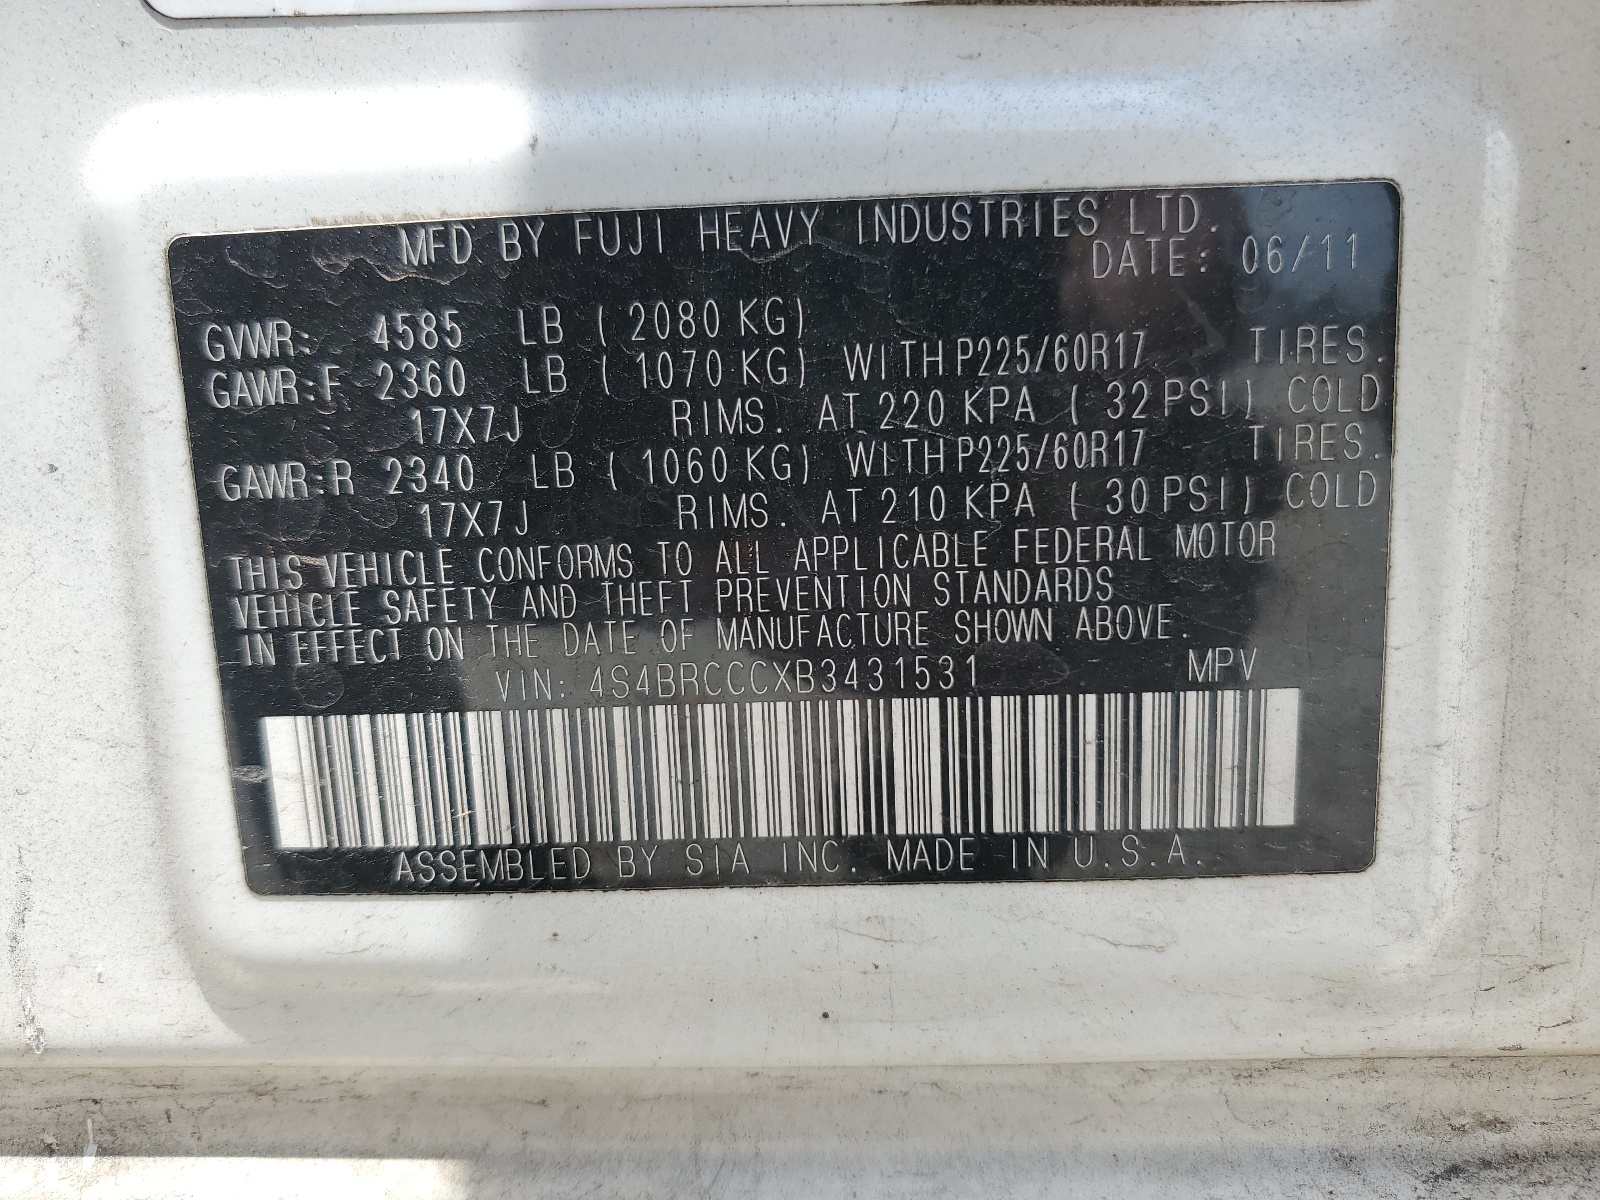 MFD BY FUJI HEAVY INDUSTRIES LTD.
DATE: 06/11
GVWR: 4585 LB ( 2080 KG)
GAWR:F 2360 LB ( 1070 KG) WITH P225/60R17 TIRES.
17X7J RIMS. AT 220 KPA ( 32 PSI) COLD
GAWR:R 2340 LB ( 1060 KG) WITH P225/60R17 TIRES.
17X7J RIMS. AT 210 KPA ( 30 PSI) COLD
THIS VEHICLE CONFORMS TO ALL APPLICABLE FEDERAL MOTOR
VEHICLE SAFETY AND THEFT PREVENTION STANDARDS
IN EFFECT ON THE DATE OF MANUFACTURE SHOWN ABOVE.
VIN: 4S4BRCCCXB3431531 MPV
ASSEMBLED BY SIA INC. MADE IN U.S.A.